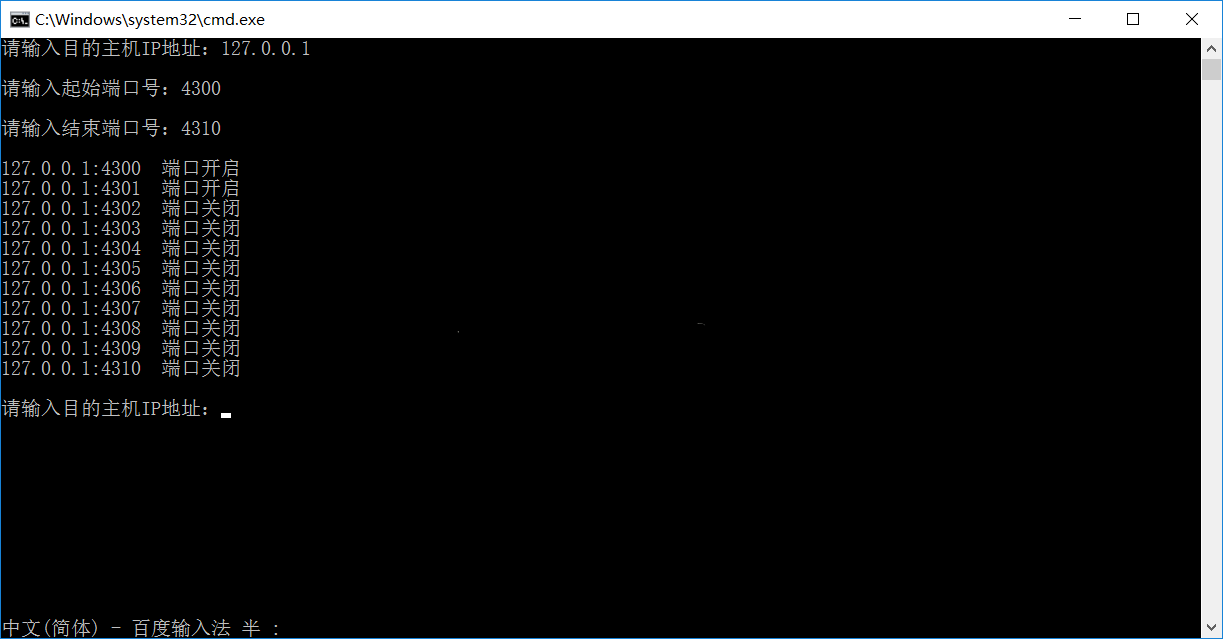 C:\Windows\system32\cmd.exe
请输入目的主机IP地址：127.0.0.1
请输入起始端口号：4300
请输入结束端口号：4310
127.0.0.1:4300  端口开启
127.0.0.1:4301  端口开启
127.0.0.1:4302  端口关闭
127.0.0.1:4303  端口关闭
127.0.0.1:4304  端口关闭
127.0.0.1:4305  端口关闭
127.0.0.1:4306  端口关闭
127.0.0.1:4307  端口关闭
127.0.0.1:4308  端口关闭
127.0.0.1:4309  端口关闭
127.0.0.1:4310  端口关闭
请输入目的主机IP地址：
中文(简体) - 百度输入法 半 :